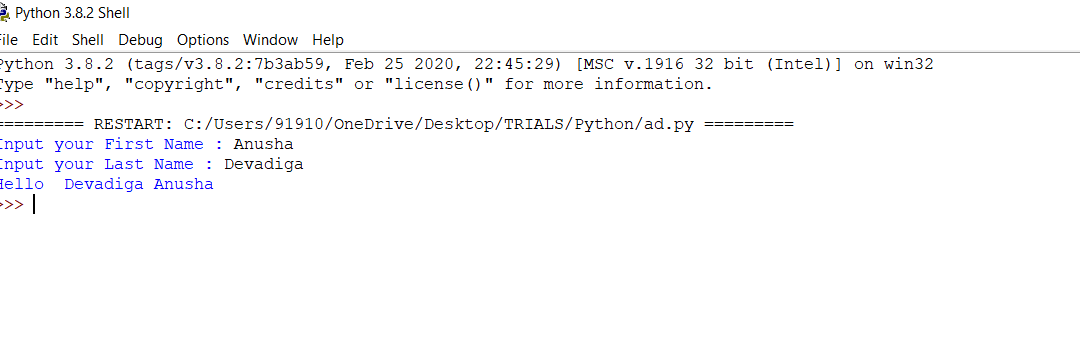 Python 3.8.2 Shell
File Edit Shell Debug Options Window Help
Python 3.8.2 (tags/v3.8.2:7b3ab59, Feb 25 2020, 22:45:29) [MSC v.1916 32 bit (Intel)] on win32
Type "help", "copyright", "credits" or "license()" for more information.
>>>
========= RESTART: C:/Users/91910/OneDrive/Desktop/TRIALS/Python/ad.py =========
Input your First Name : Anusha
Input your Last Name : Devadiga
Hello  Devadiga Anusha
>>>